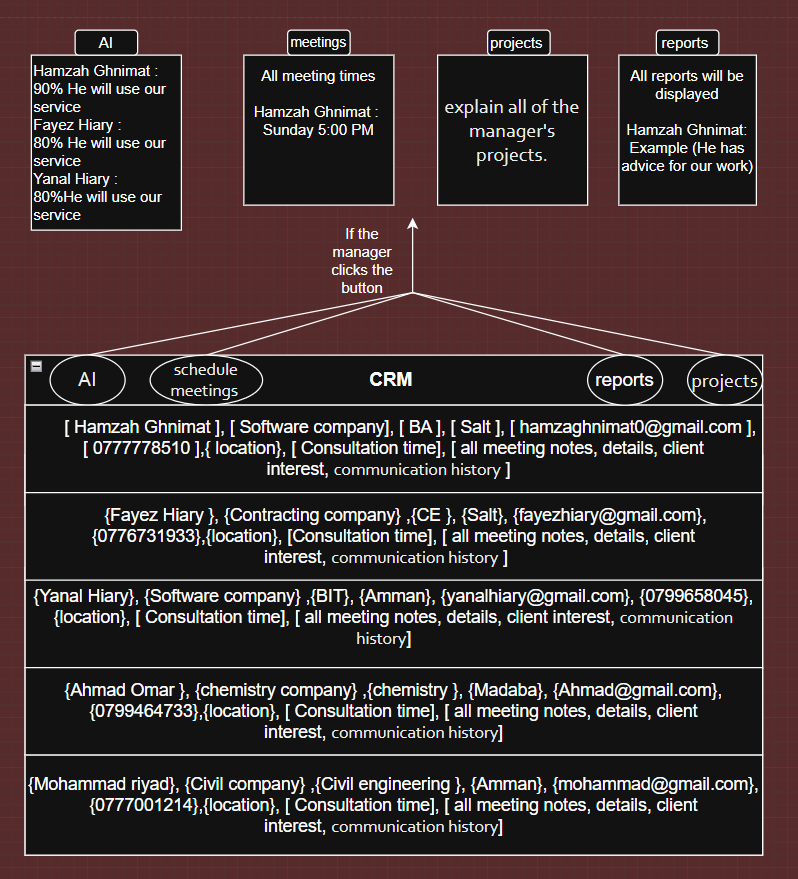 AI
Hamzah Ghnimat :
90% He will use our
service
Fayez Hiary :
80% He will use our
service
Yanal Hiary :
80%He will use our
service
meetings
All meeting times
Hamzah Ghnimat :
Sunday 5:00 PM
projects
explain all of the
manager's
projects.
reports
All reports will be
displayed
Hamzah Ghnimat:
Example (He has
advice for our work)
If the
manager
clicks the
button
AI
schedule
meetings
CRM
reports
projects
[ Hamzah Ghnimat ], [ Software company], [ BA ], [ Salt ], [ hamzaghnimat0@gmail.com ],
[ 0777778510 ],{ location}, [ Consultation time], [ all meeting notes, details, client
interest, communication history ]
{Fayez Hiary }, {Contracting company} ,{CE }, {Salt}, {fayezhiary@gmail.com},
{0776731933},{location}, [Consultation time], [ all meeting notes, details, client
interest, communication history ]
{Yanal Hiary}, {Software company} ,{BIT}, {Amman}, {yanalhiary@gmail.com}, {0799658045},
{location}, [ Consultation time], [ all meeting notes, details, client interest, communication
history]
{Ahmad Omar }, {chemistry company} ,{chemistry }, {Madaba}, {Ahmad@gmail.com},
{0799464733},{location}, [ Consultation time], [ all meeting notes, details, client
interest, communication history]
{Mohammad riyad}, {Civil company} ,{Civil engineering }, {Amman}, {mohammad@gmail.com},
{0777001214},{location}, [ Consultation time], [ all meeting notes, details, client
interest, communication history]